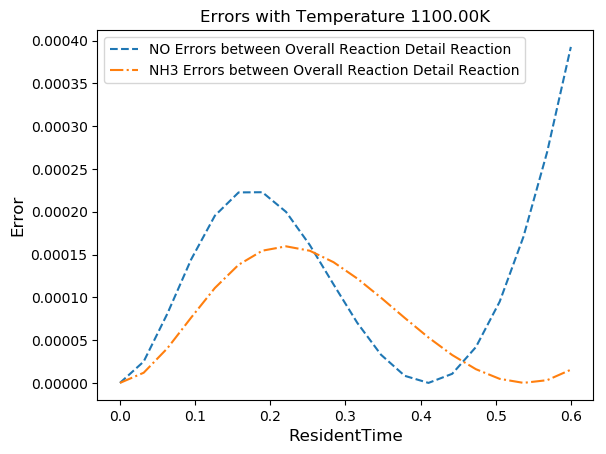 Errors with Temperature 1100.00K
NO Errors between Overall Reaction Detail Reaction
NH3 Errors between Overall Reaction Detail Reaction
0.00040
0.00035
0.00030
0.00025
0.00020
0.00015
0.00010
0.00005
0.00000
Error
0.0 0.1 0.2 0.3 0.4 0.5 0.6
ResidentTime